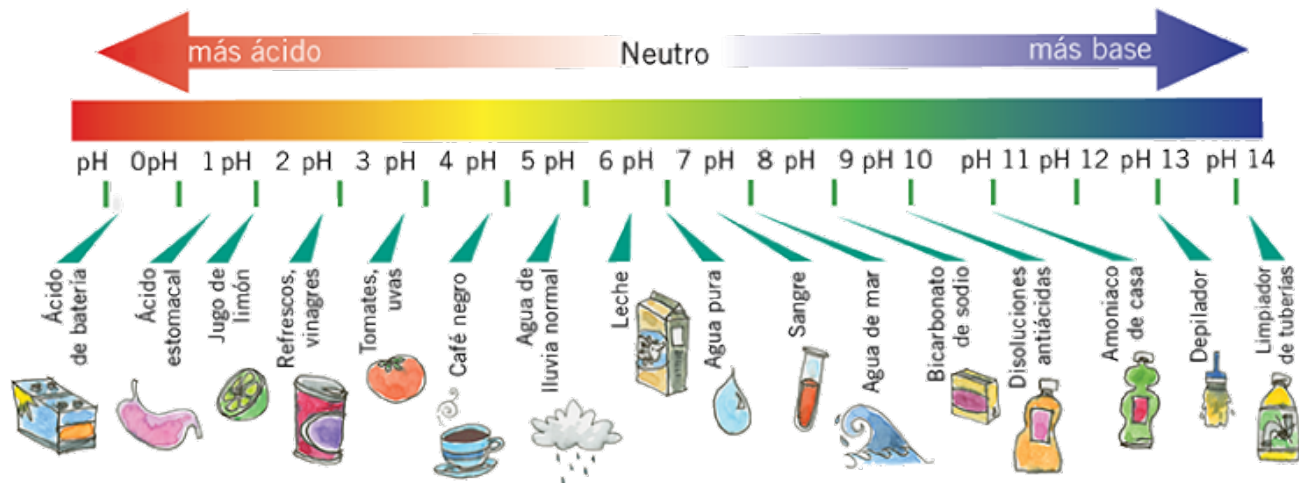 más ácido
Neutro
más base
pH 0pH 1 pH 2 pH 3 pH 4 pH 5 pH 6 pH 7 pH 8 pH 9 pH 10 pH 11 pH 12 pH 13 pH 14
Ácido
de batería
Ácido
estomacal
Jugo de
limón
Refrescos,
vinagres
Tomates,
uvas
Café negro
Agua de
lluvia normal
Leche
Agua pura
Sangre
Agua de mar
Bicarbonato
de sodio
Disoluciones
antiácidas
Amoniaco
de casa
Depilador
Limpiador
de tuberías